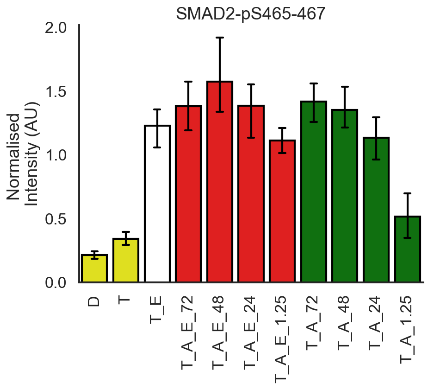 SMAD2-pS465-467
Normalised
Intensity (AU)
2.0
1.5
1.0
0.5
0.0
D
T
T_E
T_A_E_72
T_A_E_48
T_A_E_24
T_A_E_1.25
T_A_72
T_A_48
T_A_24
T_A_1.25